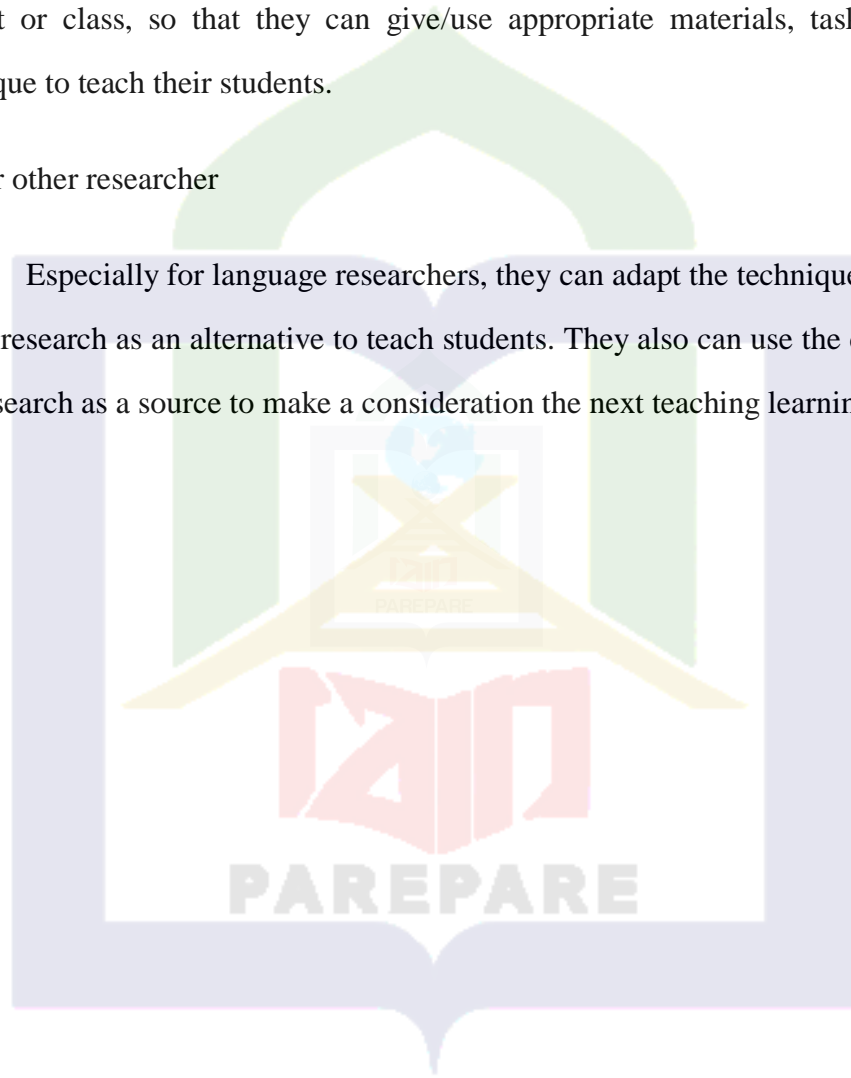 t or class, so that they can give/use appropriate materials, task
que to teach their students.
r other researcher
Especially for language researchers, they can adapt the technique
research as an alternative to teach students. They also can use the
search as a source to make a consideration the next teaching learnin
PAREPARE
iain
PAREPARE